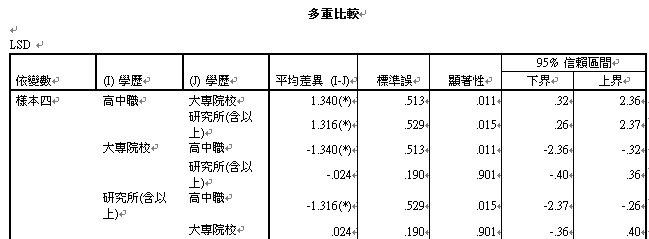 多重比較
LSD
95% 信賴區間
依變數 (I) 學歷 (J) 學歷 平均差異 (I-J) 標準誤 顯著性 下界 上界
樣本四 高中職 大專院校 1.340(*) .513 .011 .32 2.36
研究所(含以
上) 1.316(*) .529 .015 .26 2.37
大專院校 高中職 -1.340(*) .513 .011 -2.36 -.32
研究所(含以
上) -.024 .190 .901 -.40 .36
研究所(含以
上) 高中職 -1.316(*) .529 .015 -2.37 -.26
大專院校 .024 .190 .901 -.36 .40